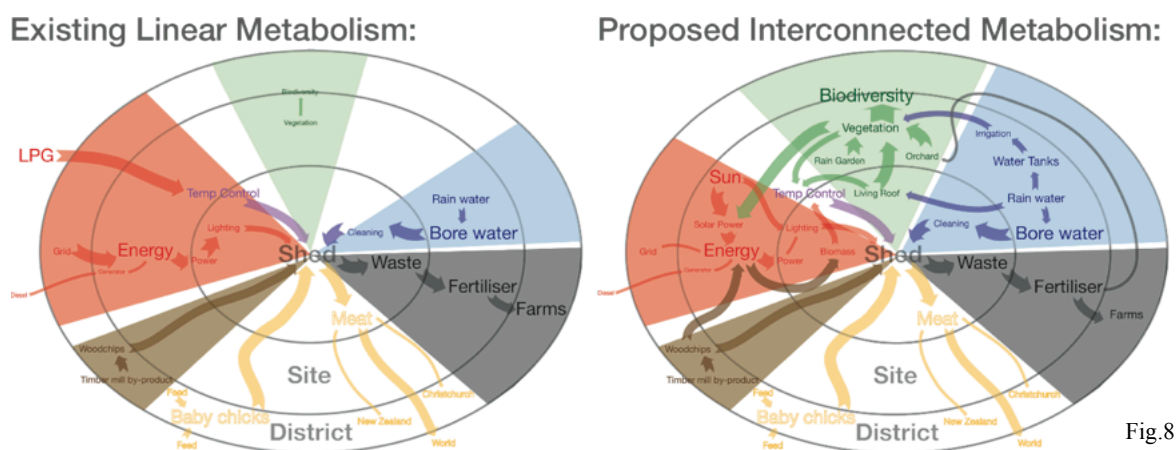 Existing Linear Metabolism:
Biodiversity
Vegetation
LPG
Temp Control
Rain water
Lighting
Cleaning
Bore water
Grid
Energy
Power
Shed
Generator
Waste
Diesel
Fertiliser
Farms
Meat
Woodchips
Timber mill by-product
Site
Christchurch
Feed
Baby chicks
New Zealand
Feed
District
World
Proposed Interconnected Metabolism:
Biodiversity
Vegetation
Irrigation
Rain Garden
Orchard
Water Tanks
Sun
Temp Control
Living Roof
Rain water
Solar Power
Lighting
Cleaning
Bore water
Grid
Energy
Power
Biomass
Shed
Generator
Waste
Diesel
Fertiliser
Farms
Meat
Woodchips
Timber mill by-product
Site
Christchurch
Feed
Baby chicks
New Zealand
Feed
District
World
Fig.8